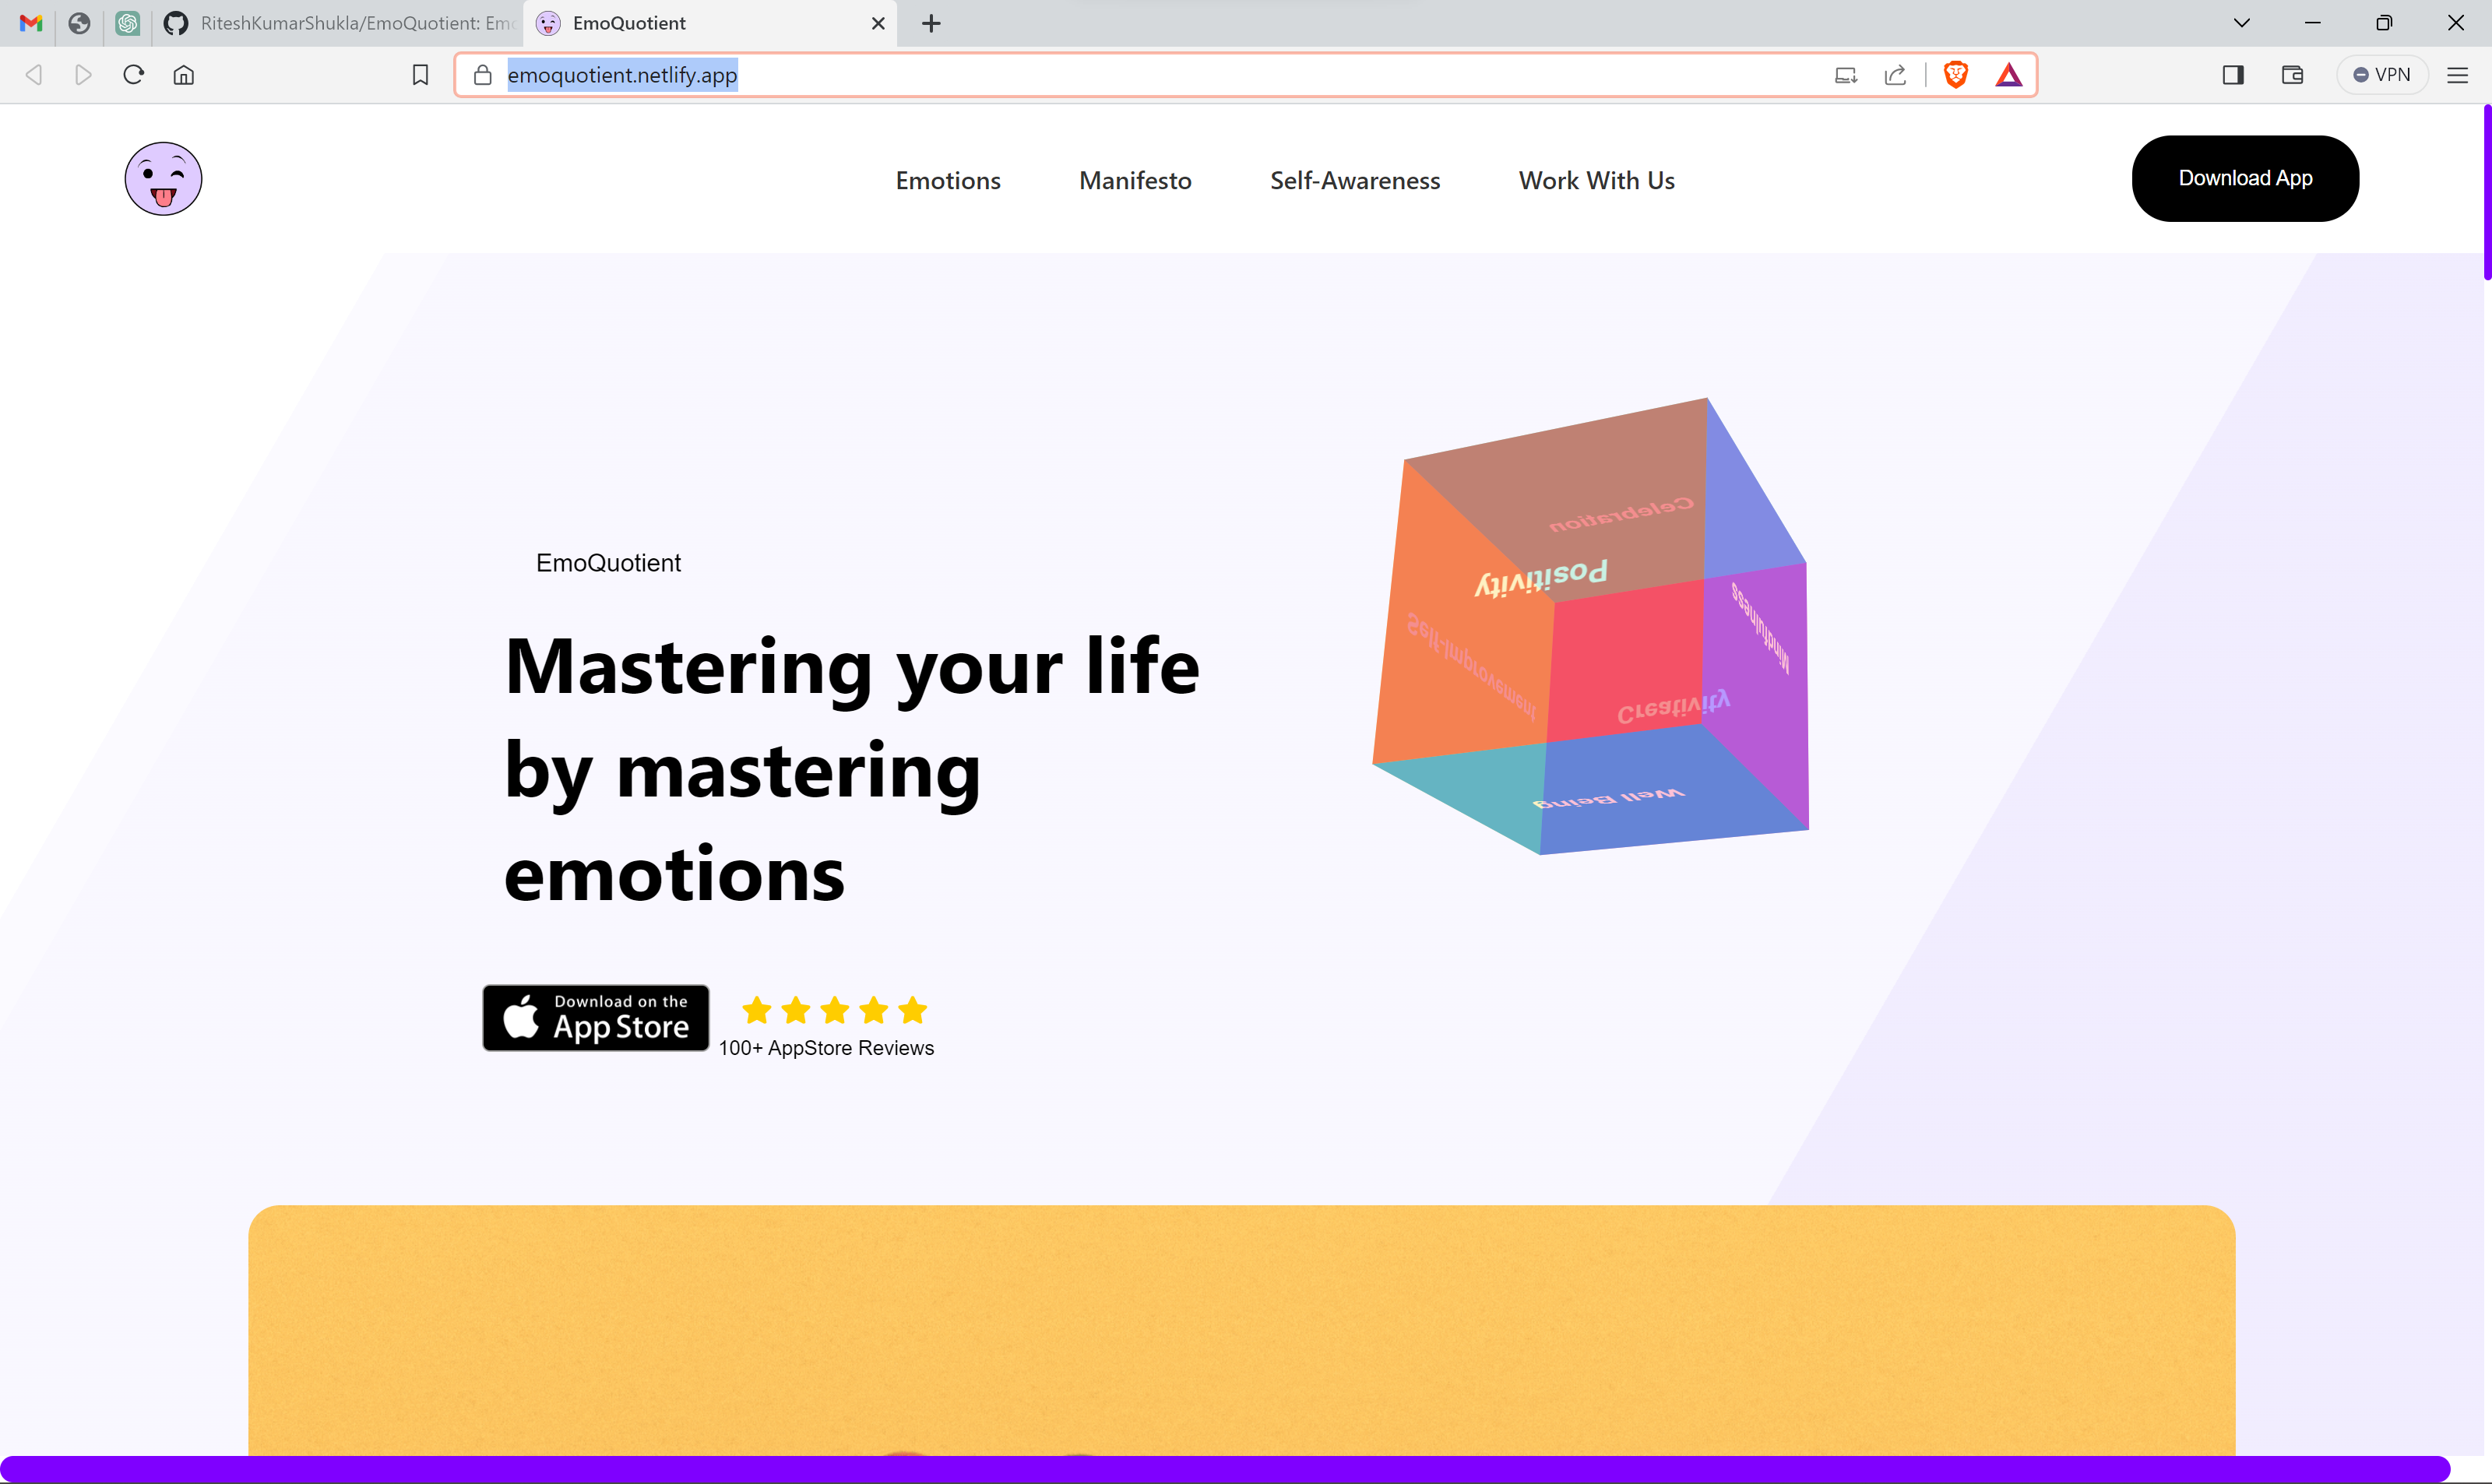 RiteshKumarShukla/EmoQuotient: Emo
EmoQuotient
emoquotient.netlify.app
VPN
Emotions
Manifesto
Self-Awareness
Work With Us
Download App
EmoQuotient
Mastering your life
by mastering
emotions
Celebration
Positivity
Self-Improvement
Mindfulness
Creativity
Well Being
Download on the
App Store
100+ AppStore Reviews